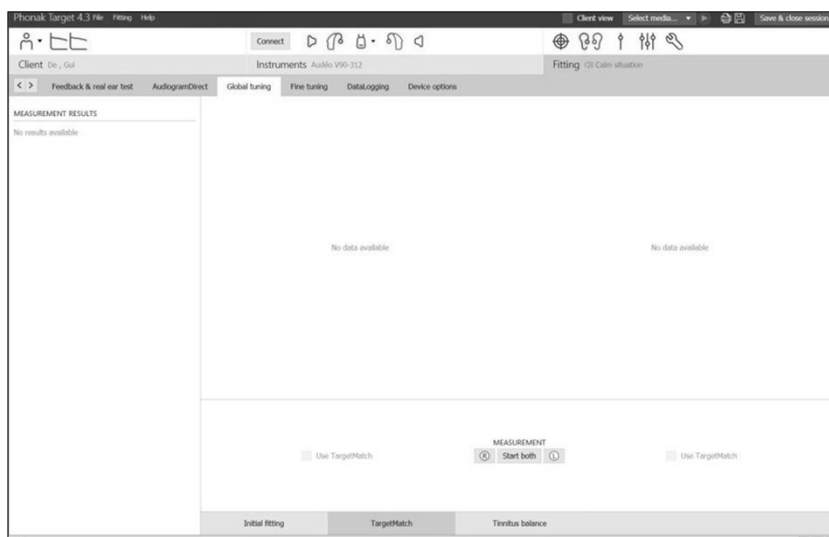 Phonak Target 4.3 File Fitting Help Client view Select media... Save & close session
Connect
Client De , Gui Instruments Audéo V90-312 Fitting Calm situation
< > Feedback & real ear test AudiogramDirect Global tuning Fine tuning DataLogging Device options
MEASUREMENT RESULTS
No results available
No data available No data available
MEASUREMENT
Use TargetMatch R Start both L Use TargetMatch
Initial fitting TargetMatch Tinnitus balance